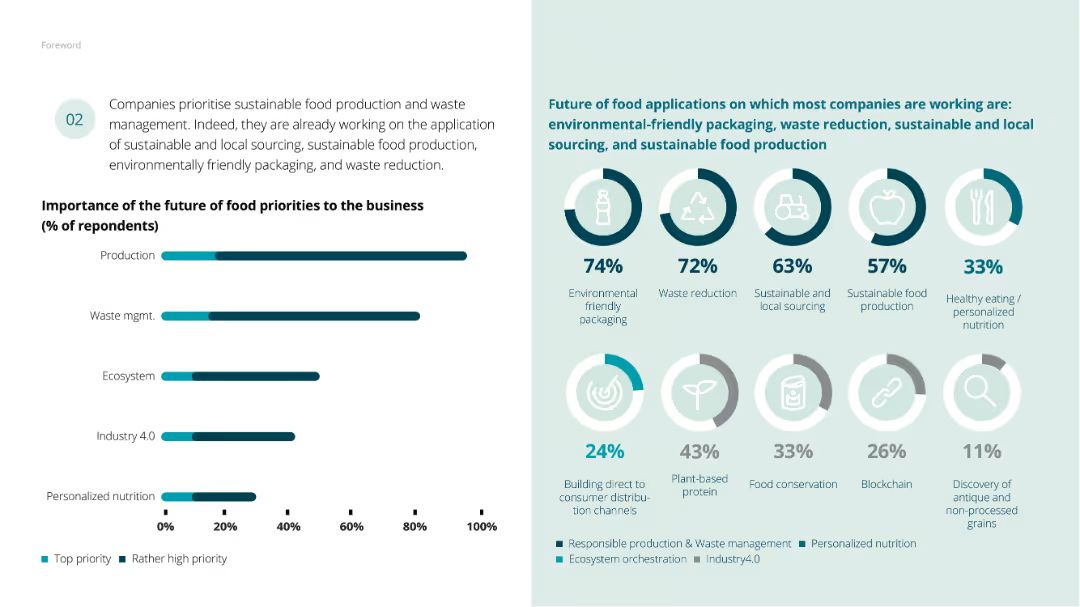 Foreword
02
Companies prioritise sustainable food production and waste
management. Indeed, they are already working on the application
of sustainable and local sourcing, sustainable food production,
environmentally friendly packaging, and waste reduction.
Importance of the future of food priorities to the business
(% of repondents)
Production
Waste mgmt.
Ecosystem
Industry 4.0
Personalized nutrition
0% 20% 40% 60% 80% 100%
Top priority Rather high priority
Future of food applications on which most companies are working are:
environmental-friendly packaging, waste reduction, sustainable and local
sourcing, and sustainable food production
74% 72% 63% 57% 33%
Environmental
friendly
packaging
Waste reduction
Sustainable and
local sourcing
Sustainable food
production
Healthy eating /
personalized
nutrition
24% 43% 33% 26% 11%
Building direct to
consumer distribu-
tion channels
Plant-based
protein
Food conservation
Blockchain
Discovery of
antique and
non-processed
grains
Responsible production & Waste management Personalized nutrition
Ecosystem orchestration Industry4.0